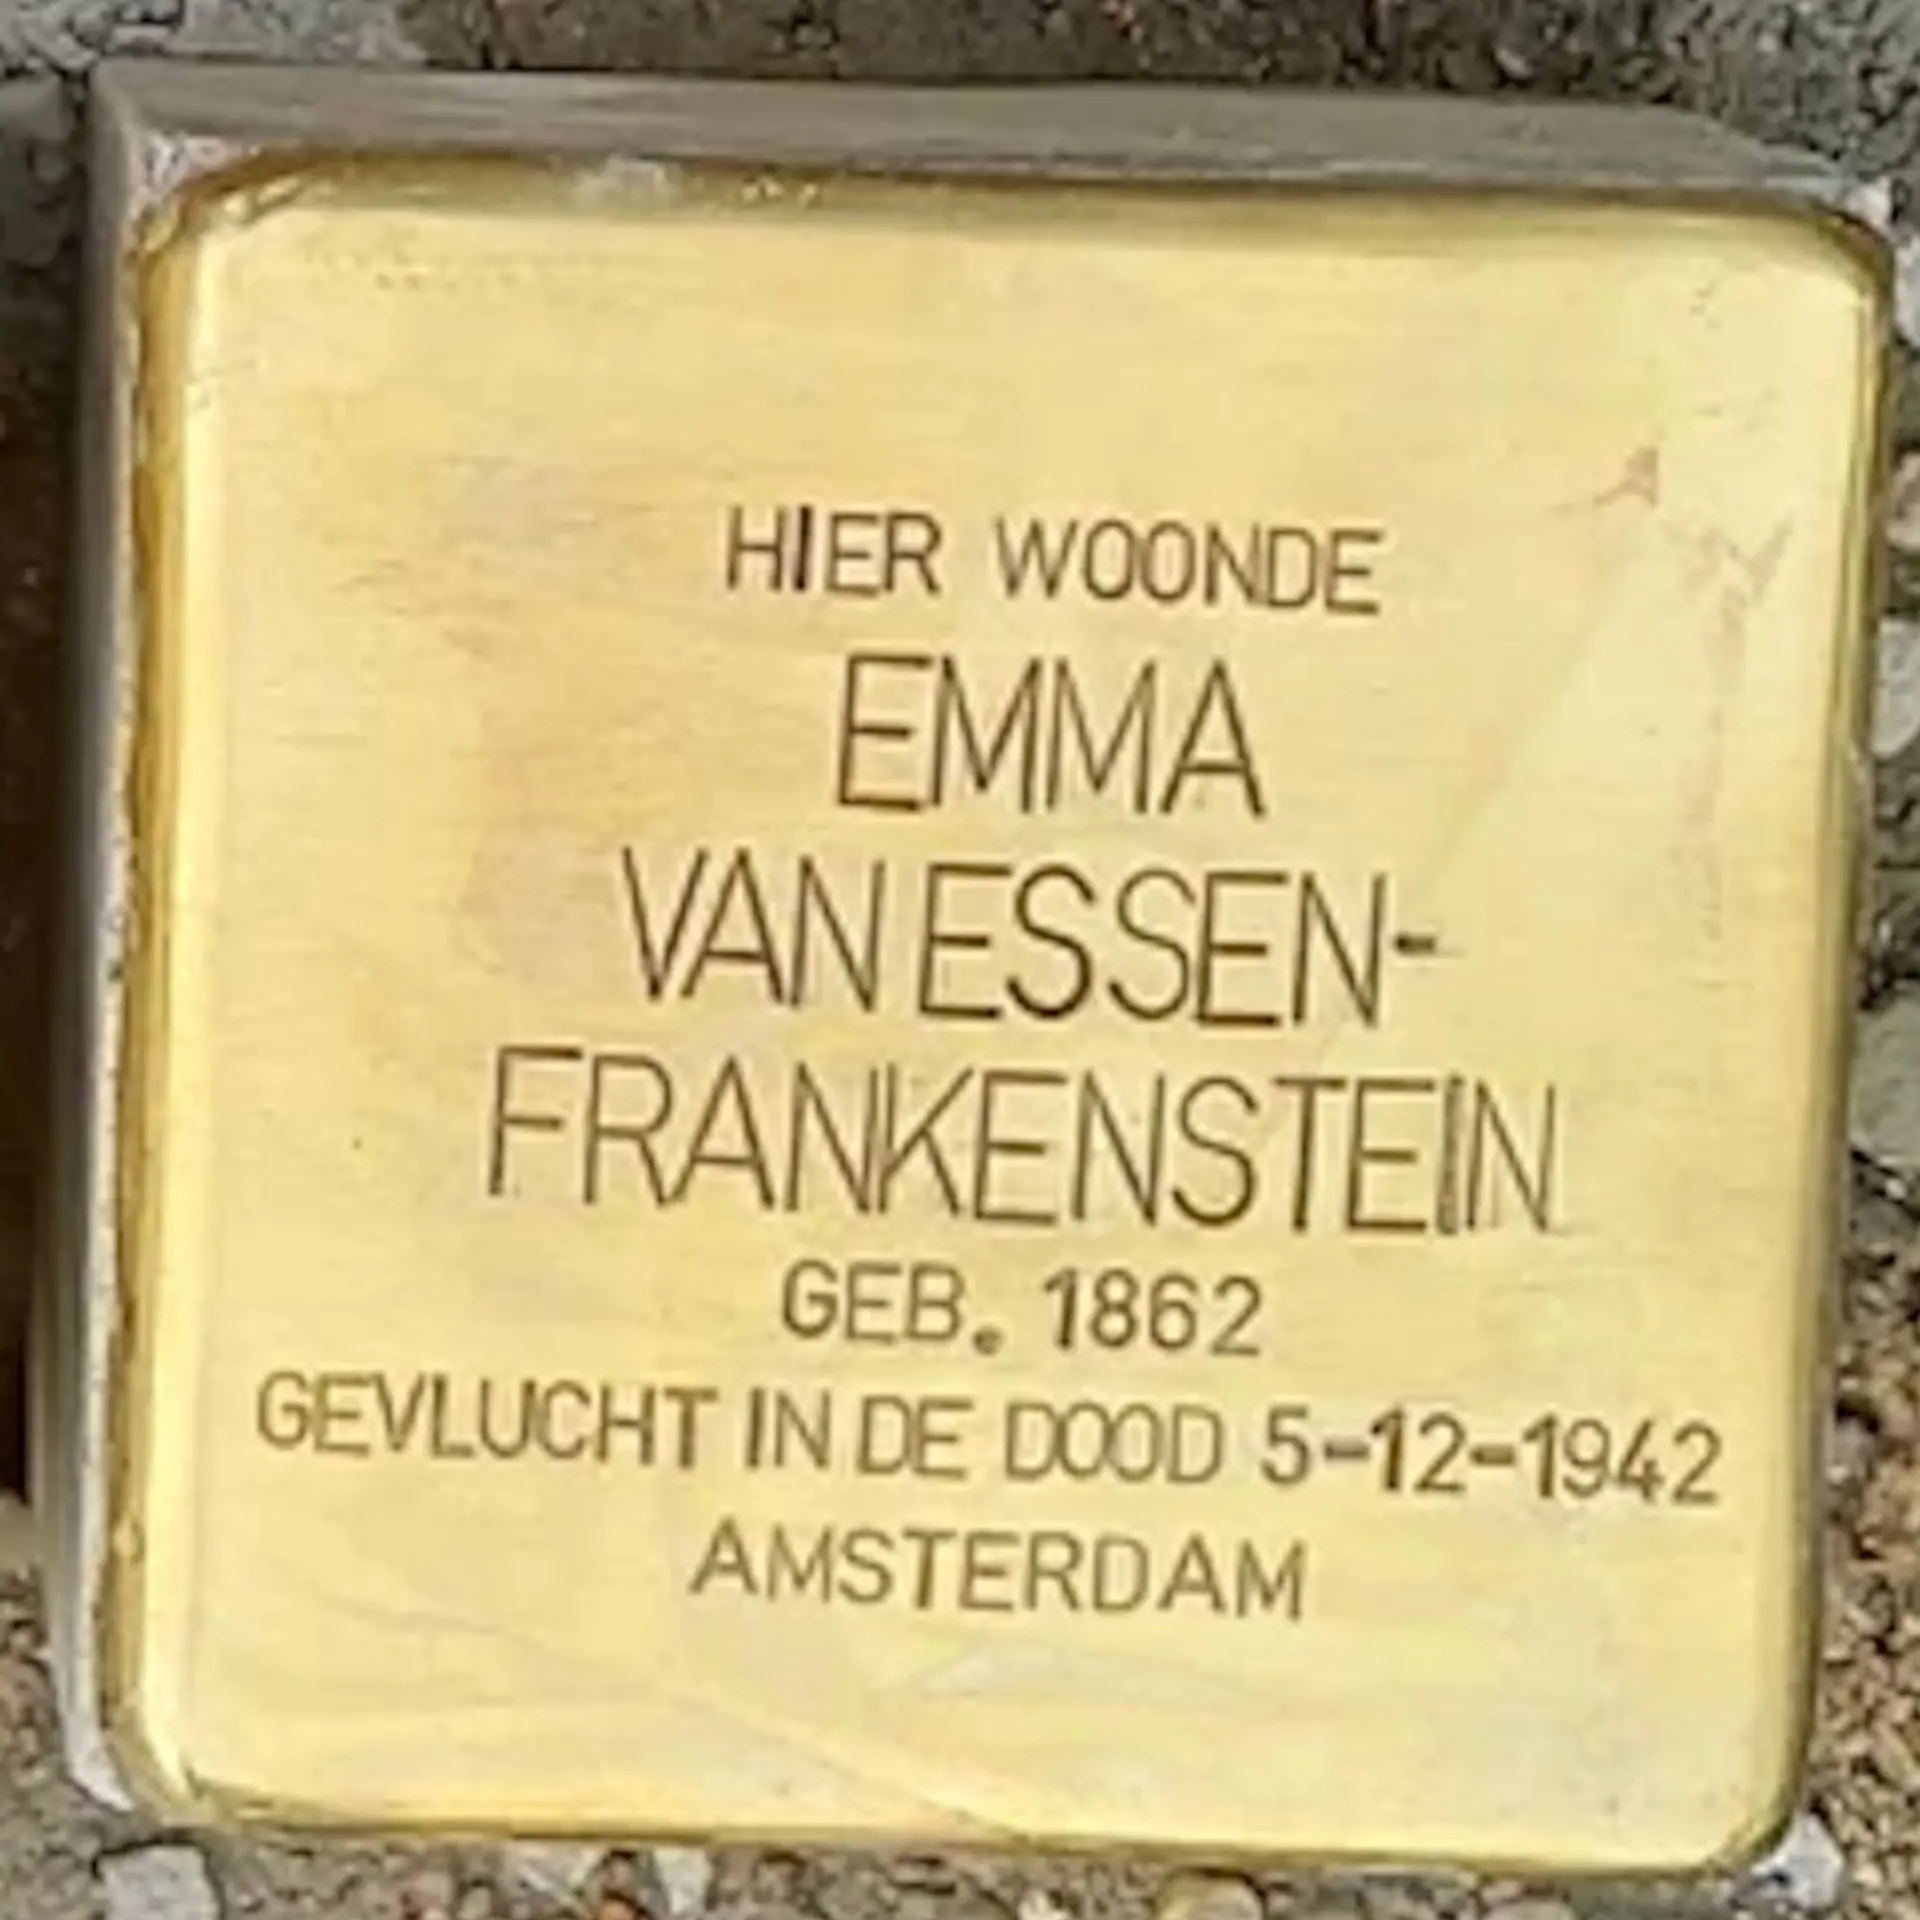 HIER WOONDE
EMMA
VAN ESSEN-
FRANKENSTEIN
GEB. 1862
GEVLUCHT IN DE DOOD 5-12-1942
AMSTERDAM